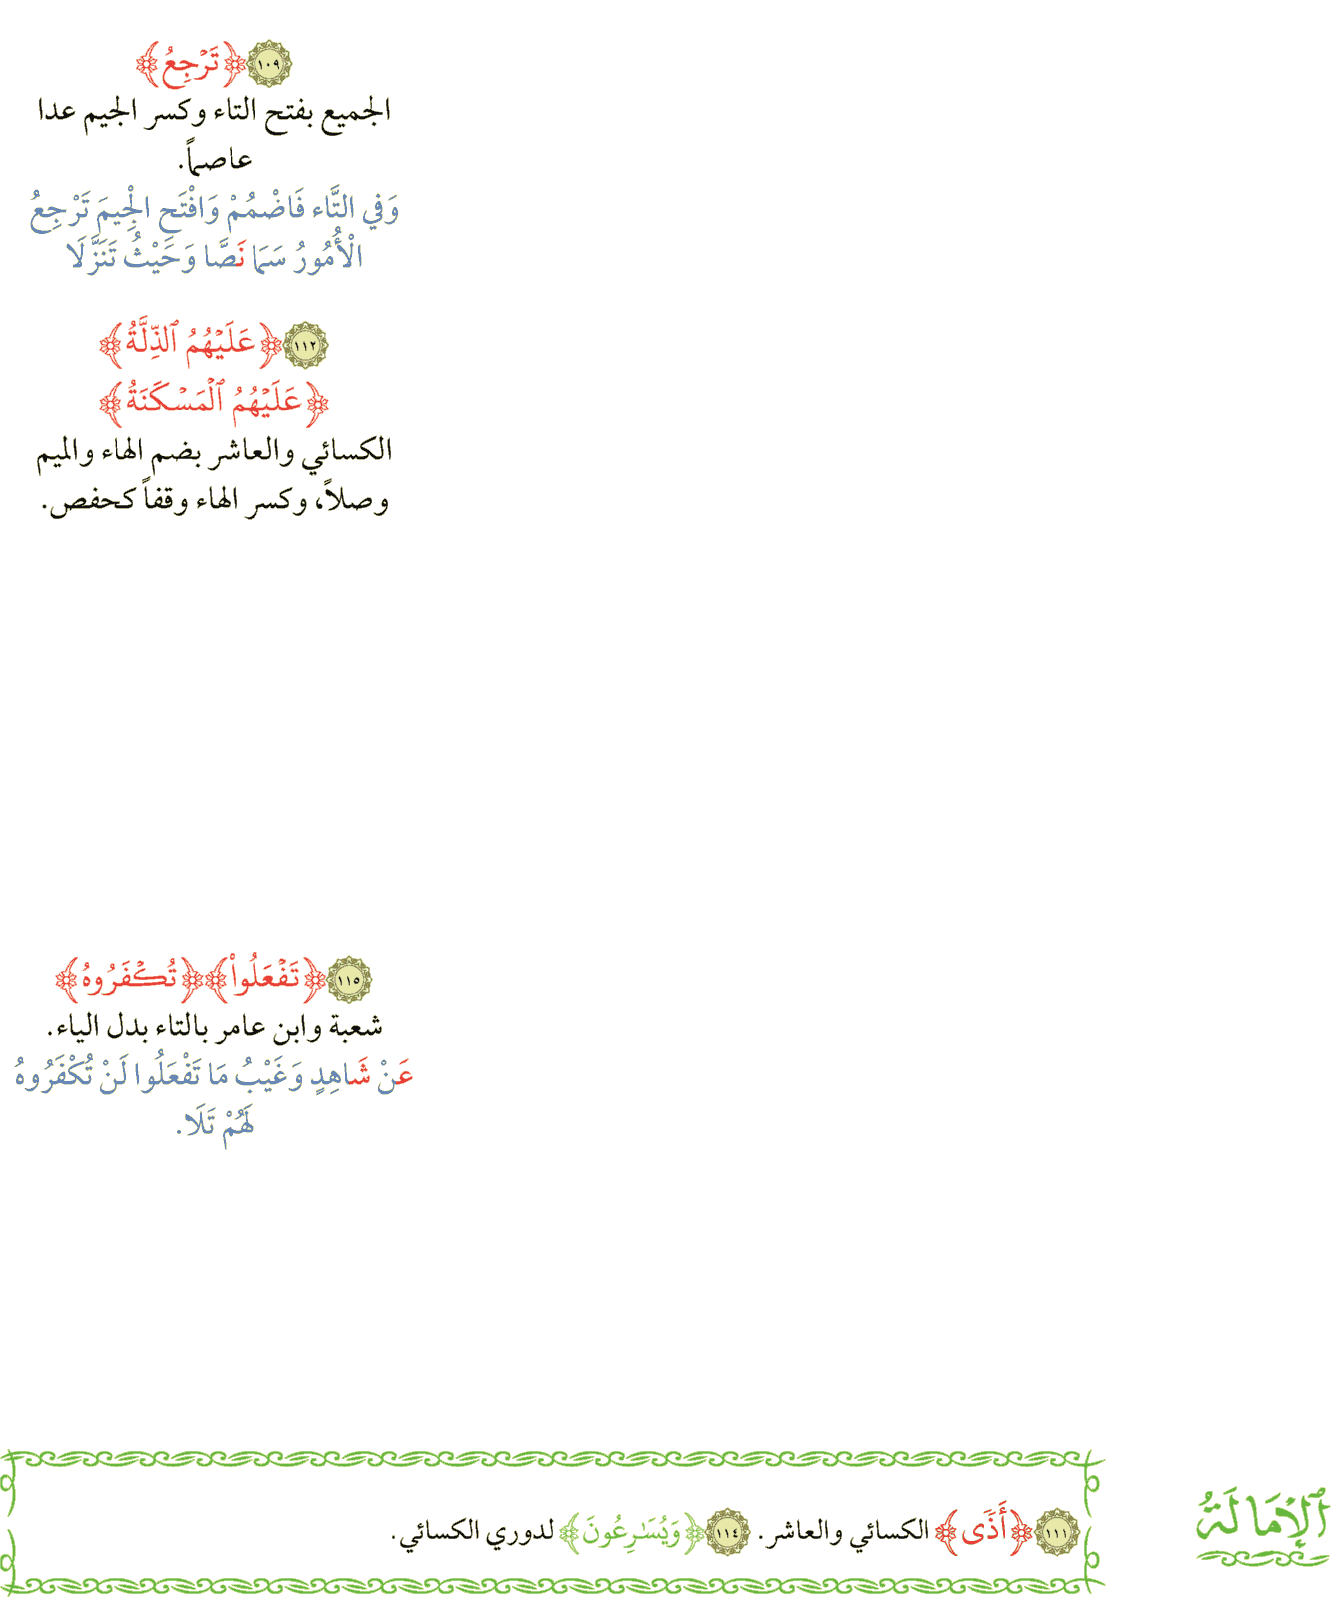 ١٠٩ ﴿تَرْجِعُ﴾
الجميع بفتح التاء وكسر الجيم عدا
عاصماً.
وَفِي التَّاء فَاضْمُمْ وَافْتَحِ الْجِيمَ تَرْجِعُ
الْأُمُورُ سَمَا نَصًّا وَحَيْثُ تَنَزَّلَا
١١٢ ﴿عَلَيْهُمُ ٱلذِّلَّةُ﴾
﴿عَلَيْهُمُ ٱلْمَسْكَنَةُ﴾
الكسائي والعاشر بضم الهاء والميم
وصلاً، وكسر الهاء وقفاً كحفص.
١١٥ ﴿تَفْعَلُواْ﴾ ﴿تُكْفَرُوهُ﴾
شعبة وابن عامر بالتاء بدل الياء.
عَنْ شَاهِدٍ وَغَيْبُ مَا تَفْعَلُوا لَنْ تُكْفَرُوهُ
لَهُمْ تَلَا.
ٱلْإِمَالَةُ
١١١ ﴿أَذًى﴾ الكسائي والعاشر. ١١٤ ﴿وَيُسَـٰرِعُونَ﴾ لدوري الكسائي.